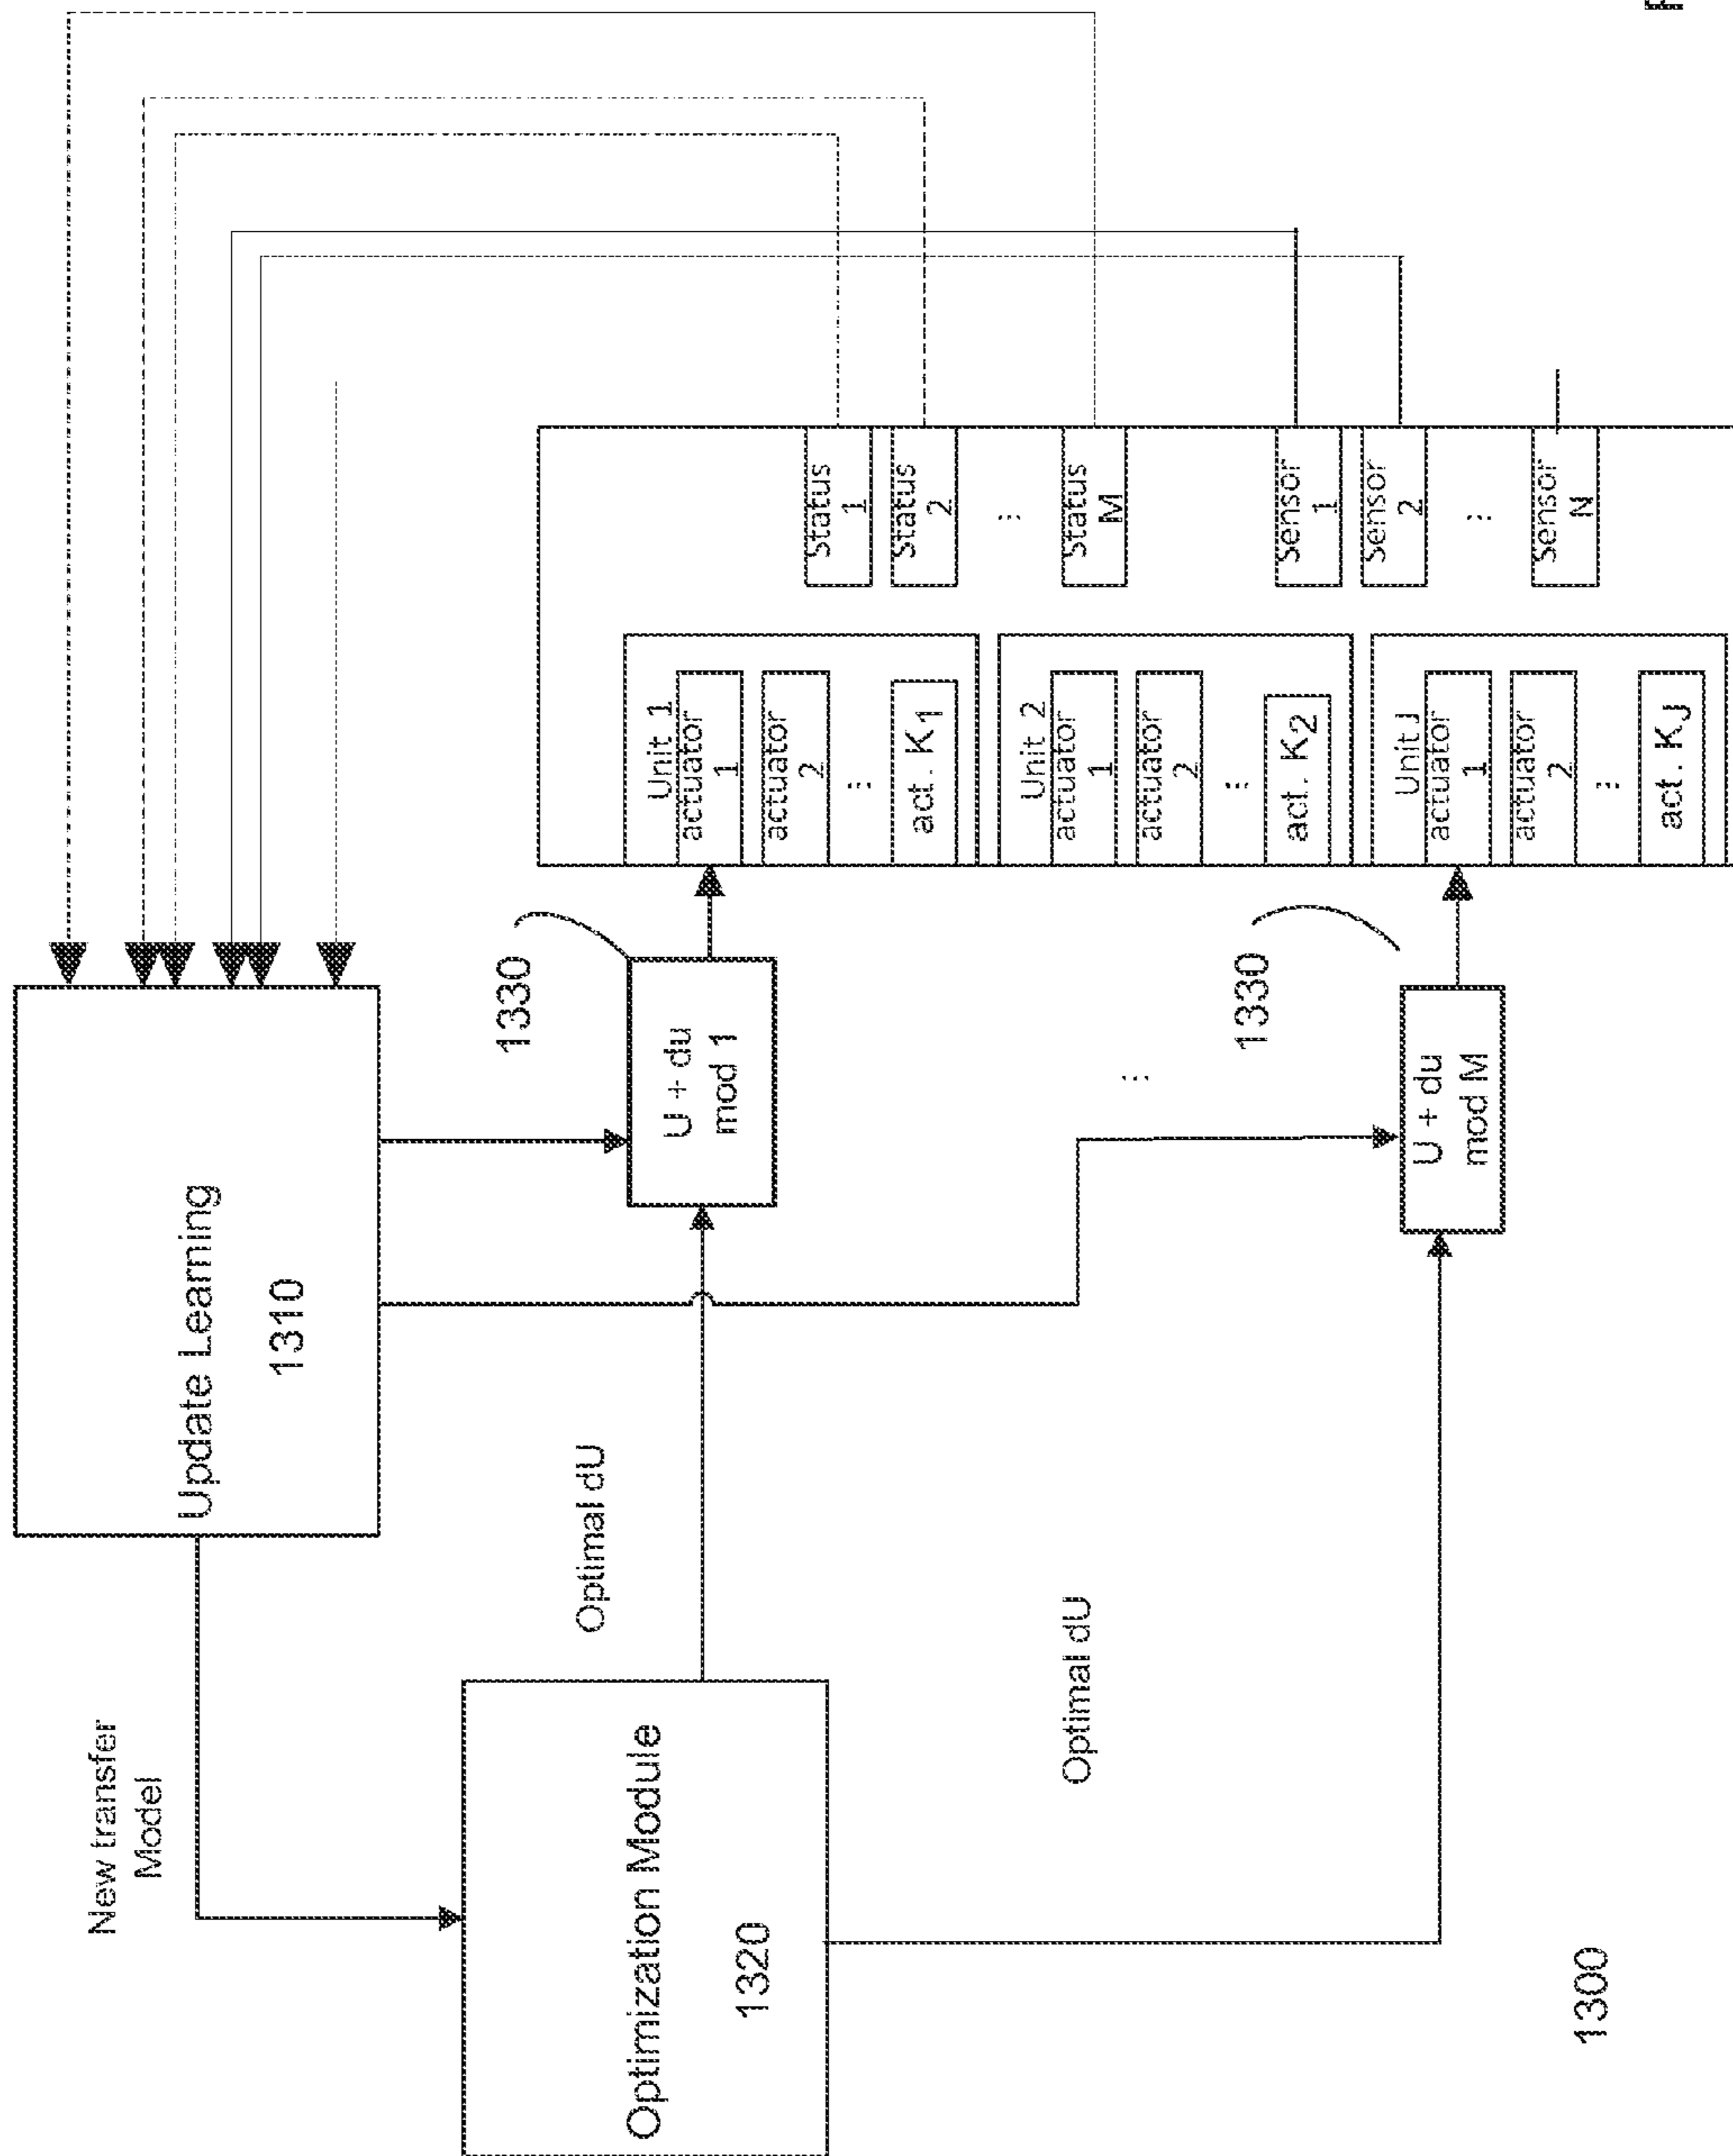 New transfer
Model
Update Learning
1310
Optimization Module
1320
Optimal dU
Optimal dU
1330
U + du
mod 1
1330
U + du
mod M
⋮
Unit 1
actuator
1
actuator
2
⋮
act. K1
Unit 2
actuator
1
actuator
2
⋮
act. K2
Unit J
actuator
1
actuator
2
⋮
act. KJ
Status
1
Status
2
⋮
Status
M
Sensor
1
Sensor
2
⋮
Sensor
N
1300